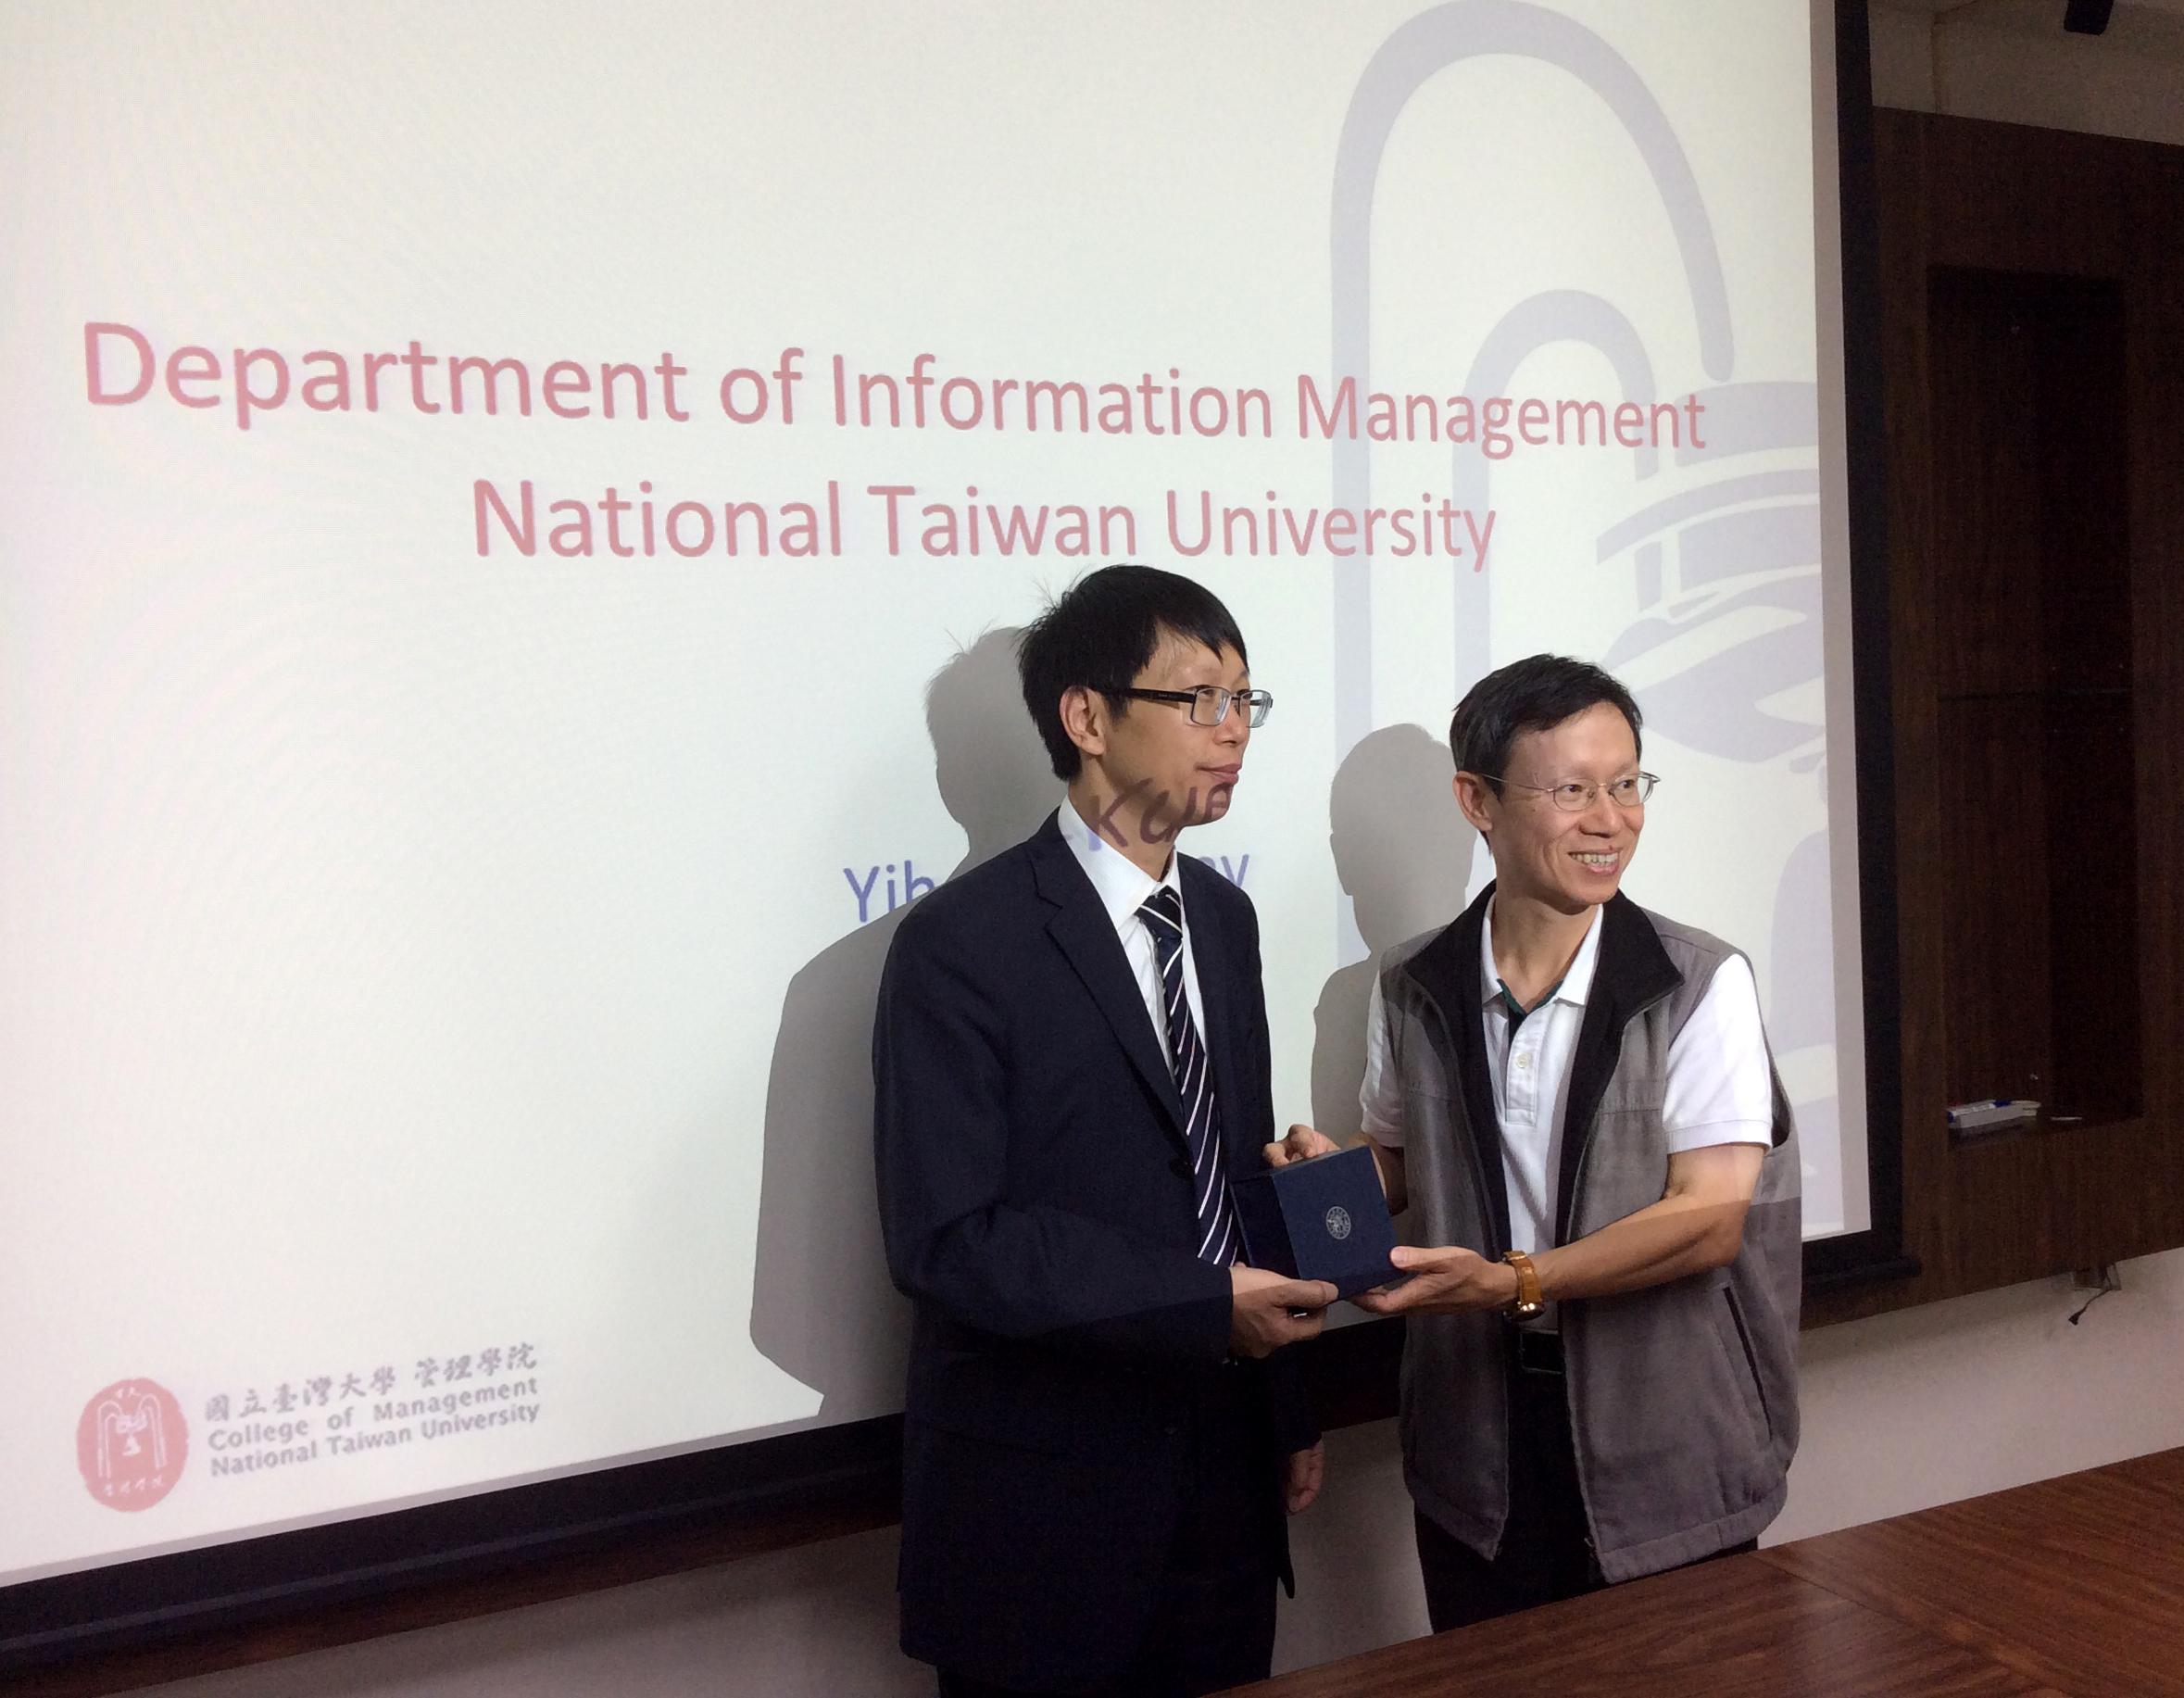 Department of Information Management
National Taiwan University
國立臺灣大學 管理學院
College of Management
National Taiwan University